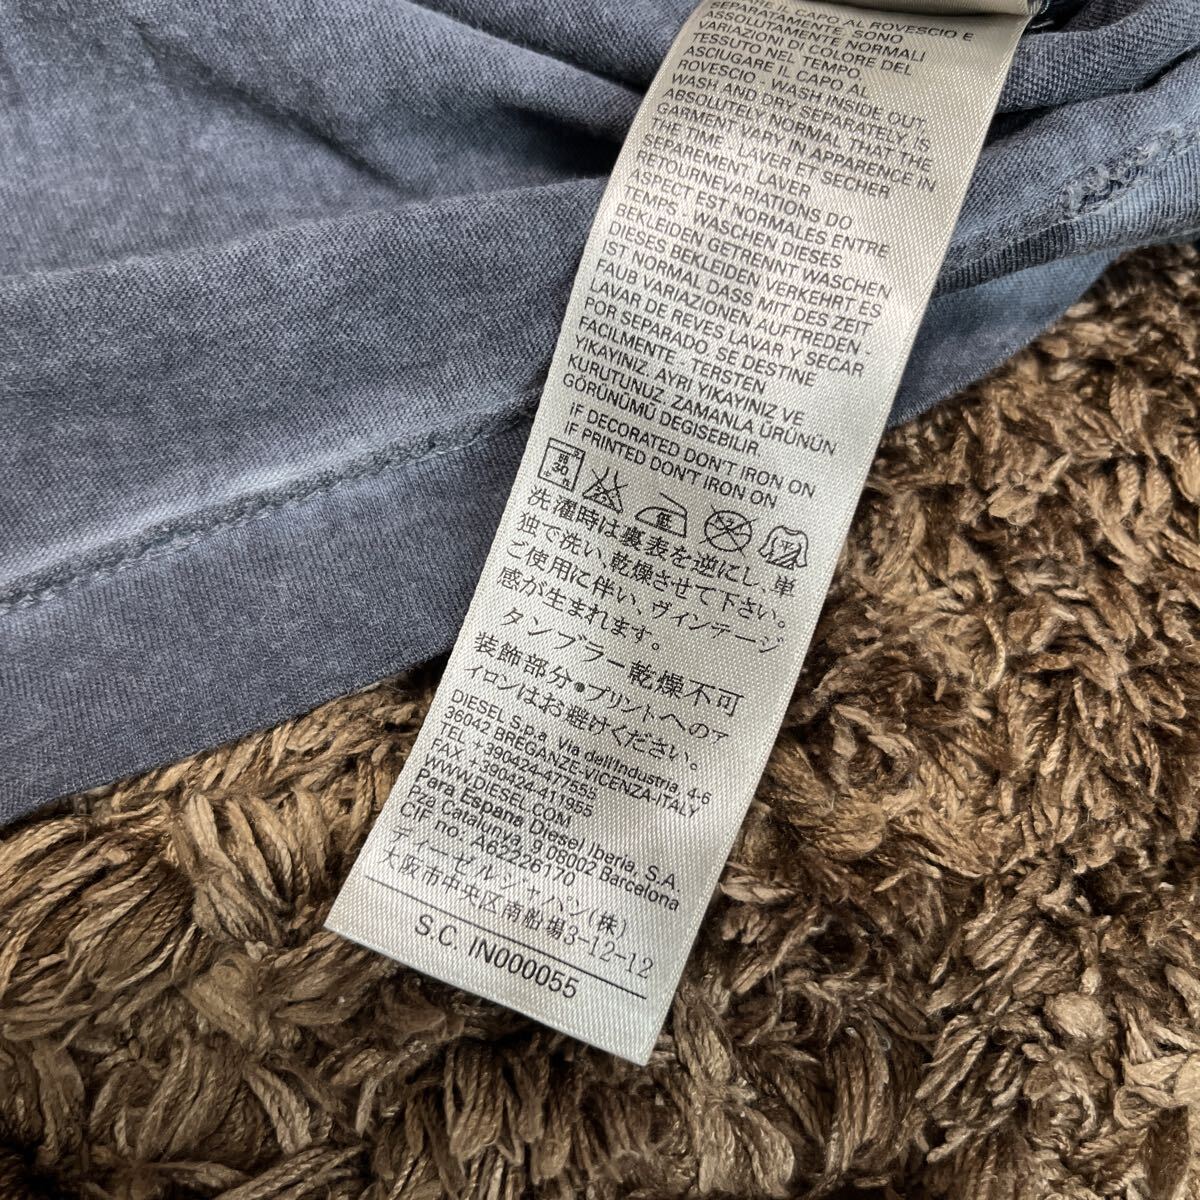 CHE IL CAPO AL ROVESCIO E
SEPARATAMENTE. SONO
ASSOLUTAMENTE NORMALI
VARIAZIONI DI COLORE DEL
TESSUTO NEL TEMPO.
ASCIUGARE IL CAPO AL
ROVESCIO - WASH INSIDE OUT,
WASH AND DRY SEPARATELY, IS
ABSOLUTELY NORMAL THAT THE
GARMENT VARY IN APPARENCE IN
THE TIME. LAVER ET SECHER
SEPAREMENT LAVER
RETOURNEVARIATIONS DO
ASPECT EST NORMALES ENTRE
TEMPS - WASCHEN DIESES
BEKLEIDEN GETRENNT WASCHEN
DIESES BEKLEIDEN VERKEHRT ES
IST NORMAL DASS MIT DES ZEIT
FAUB VARIAZIONEN AUFTREDEN -
LAVAR DE REVES LAVAR Y SECAR
POR SEPARADO, SE DESTINE
FACILMENTE - TERSTEN
YIKAYINIZ. AYRI YIKAYINIZ VE
KURUTUNUZ. ZAMANLA ÜRÜNÜN
GÖRÜNÜMÜ DEGISEBILIR.
IF DECORATED DON'T IRON ON
IF PRINTED DON'T IRON ON
弱 30 中 低
洗濯時は裏表を逆にし、単
独で洗い、乾燥させて下さい。
ご使用に伴い、ヴィンテージ
感が生まれます。
タンブラー乾燥不可
装飾部分・プリントへのア
イロンはお避けください。
DIESEL S.p.a. Via dell'Industria, 4-6
36042 BREGANZE-VICENZA-ITALY
TEL +390424-477555
FAX +390424-411955
WWW.DIESEL.COM
Para Espana Diesel Iberia, S.A.
Pza Catalunya, 9 08002 Barcelona
CIF no.: A62226170
ディーゼルジャパン(株)
大阪市中央区南船場3-12-12
S.C. IN000055